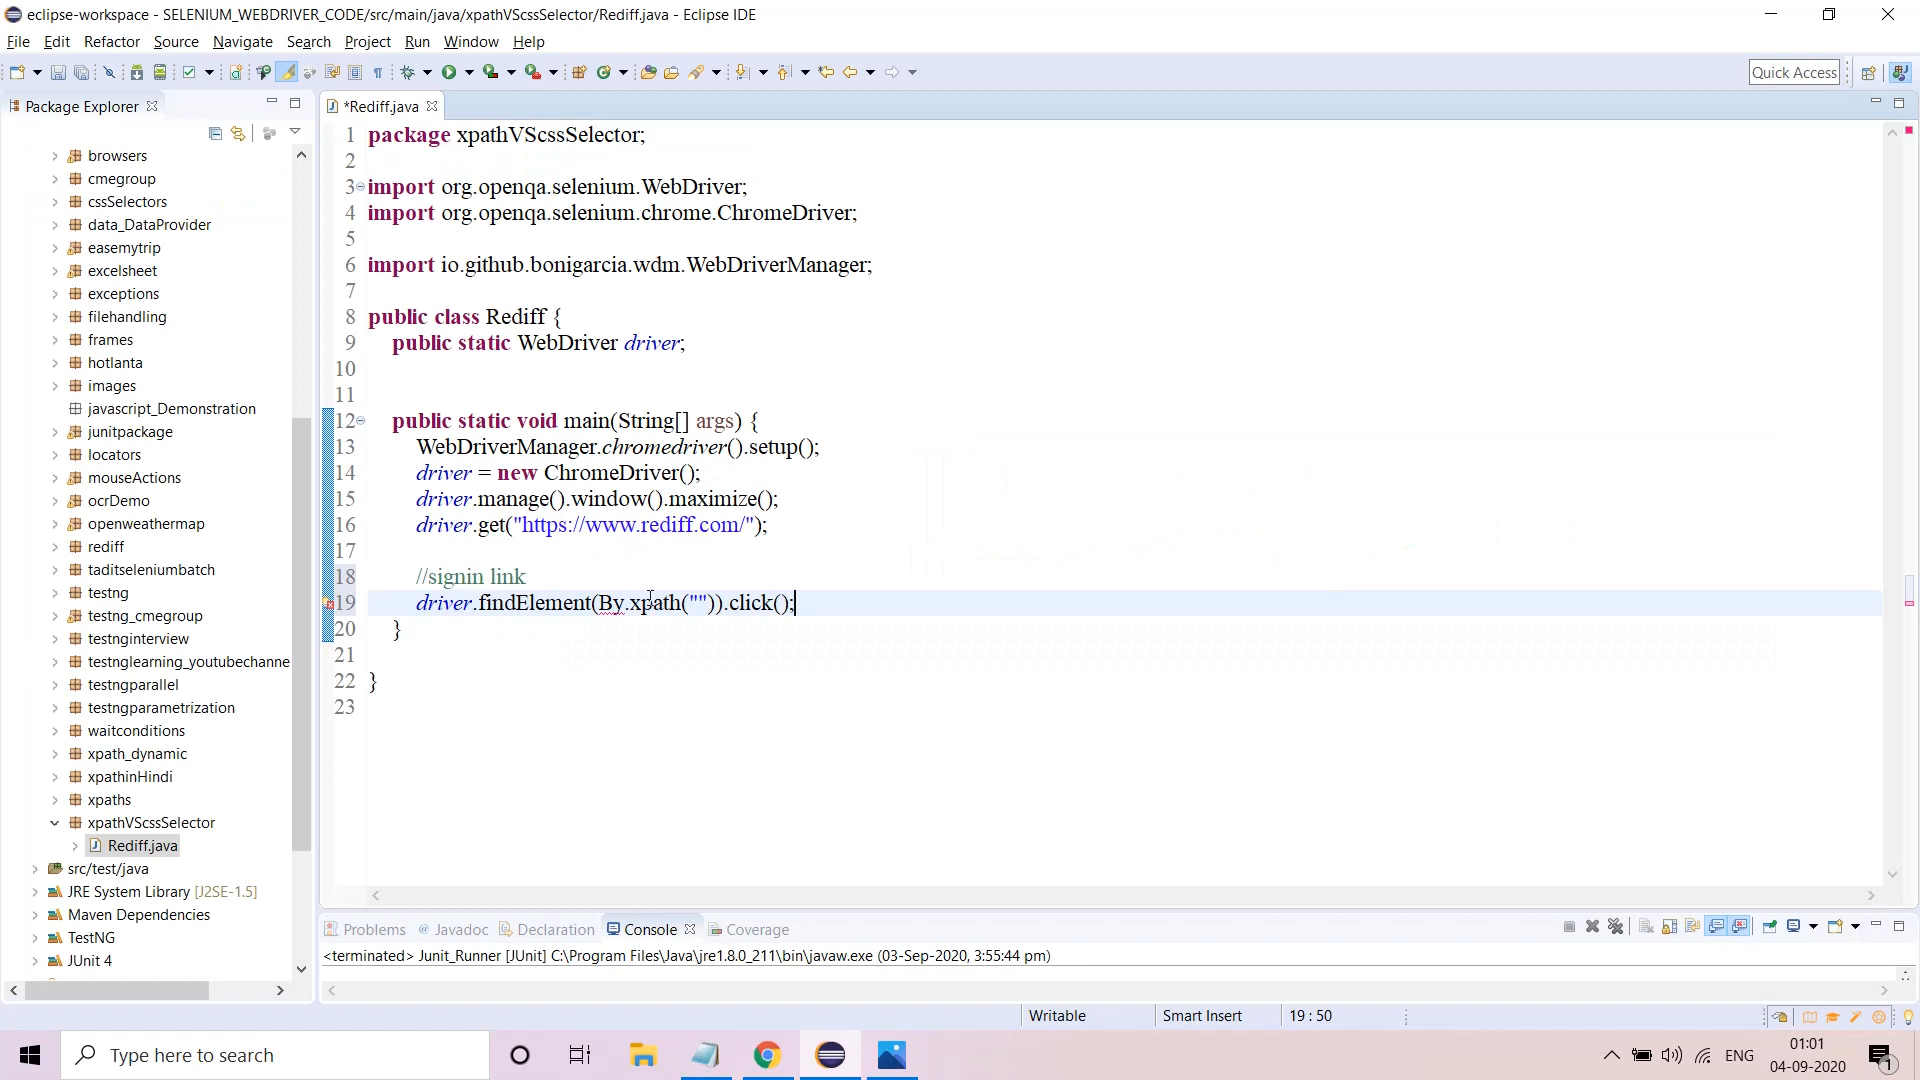 eclipse-workspace - SELENIUM_WEBDRIVER_CODE/src/main/java/xpathVScssSelector/Rediff.java - Eclipse IDE
File Edit Refactor Source Navigate Search Project Run Window Help
Quick Access
Package Explorer
browsers
cmegroup
cssSelectors
data_DataProvider
easemytrip
excelsheet
exceptions
filehandling
frames
hotlanta
images
javascript_Demonstration
junitpackage
locators
mouseActions
ocrDemo
openweathermap
rediff
taditseleniumbatch
testng
testng_cmegroup
testnginterview
testnglearning_youtubechanne
testngparallel
testngparametrization
waitconditions
xpath_dynamic
xpathinHindi
xpaths
xpathVScssSelector
Rediff.java
src/test/java
JRE System Library [J2SE-1.5]
Maven Dependencies
TestNG
JUnit 4
*Rediff.java
1 package xpathVScssSelector;
2
3 import org.openqa.selenium.WebDriver;
4 import org.openqa.selenium.chrome.ChromeDriver;
5
6 import io.github.bonigarcia.wdm.WebDriverManager;
7
8 public class Rediff {
9 public static WebDriver driver;
10
11
12 public static void main(String[] args) {
13 WebDriverManager.chromedriver().setup();
14 driver = new ChromeDriver();
15 driver.manage().window().maximize();
16 driver.get("https://www.rediff.com/");
17
18 //signin link
19 driver.findElement(By.xpath("")).click();
20 }
21
22 }
23
Problems Javadoc Declaration Console Coverage
<terminated> Junit_Runner [JUnit] C:\Program Files\Java\jre1.8.0_211\bin\javaw.exe (03-Sep-2020, 3:55:44 pm)
Writable Smart Insert 19 : 50
Type here to search
ENG
01:01
04-09-2020
1